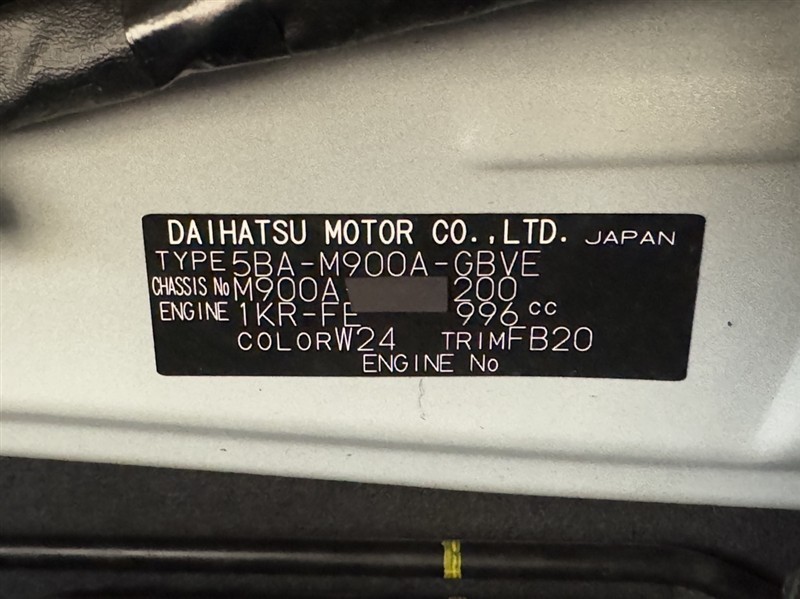 DAIHATSU MOTOR CO.,LTD. JAPAN
TYPE 5BA-M900A-GBVE
CHASSIS No M900A 200
ENGINE 1KR-FE 996 cc
COLOR W24 TRIM FB20
ENGINE No